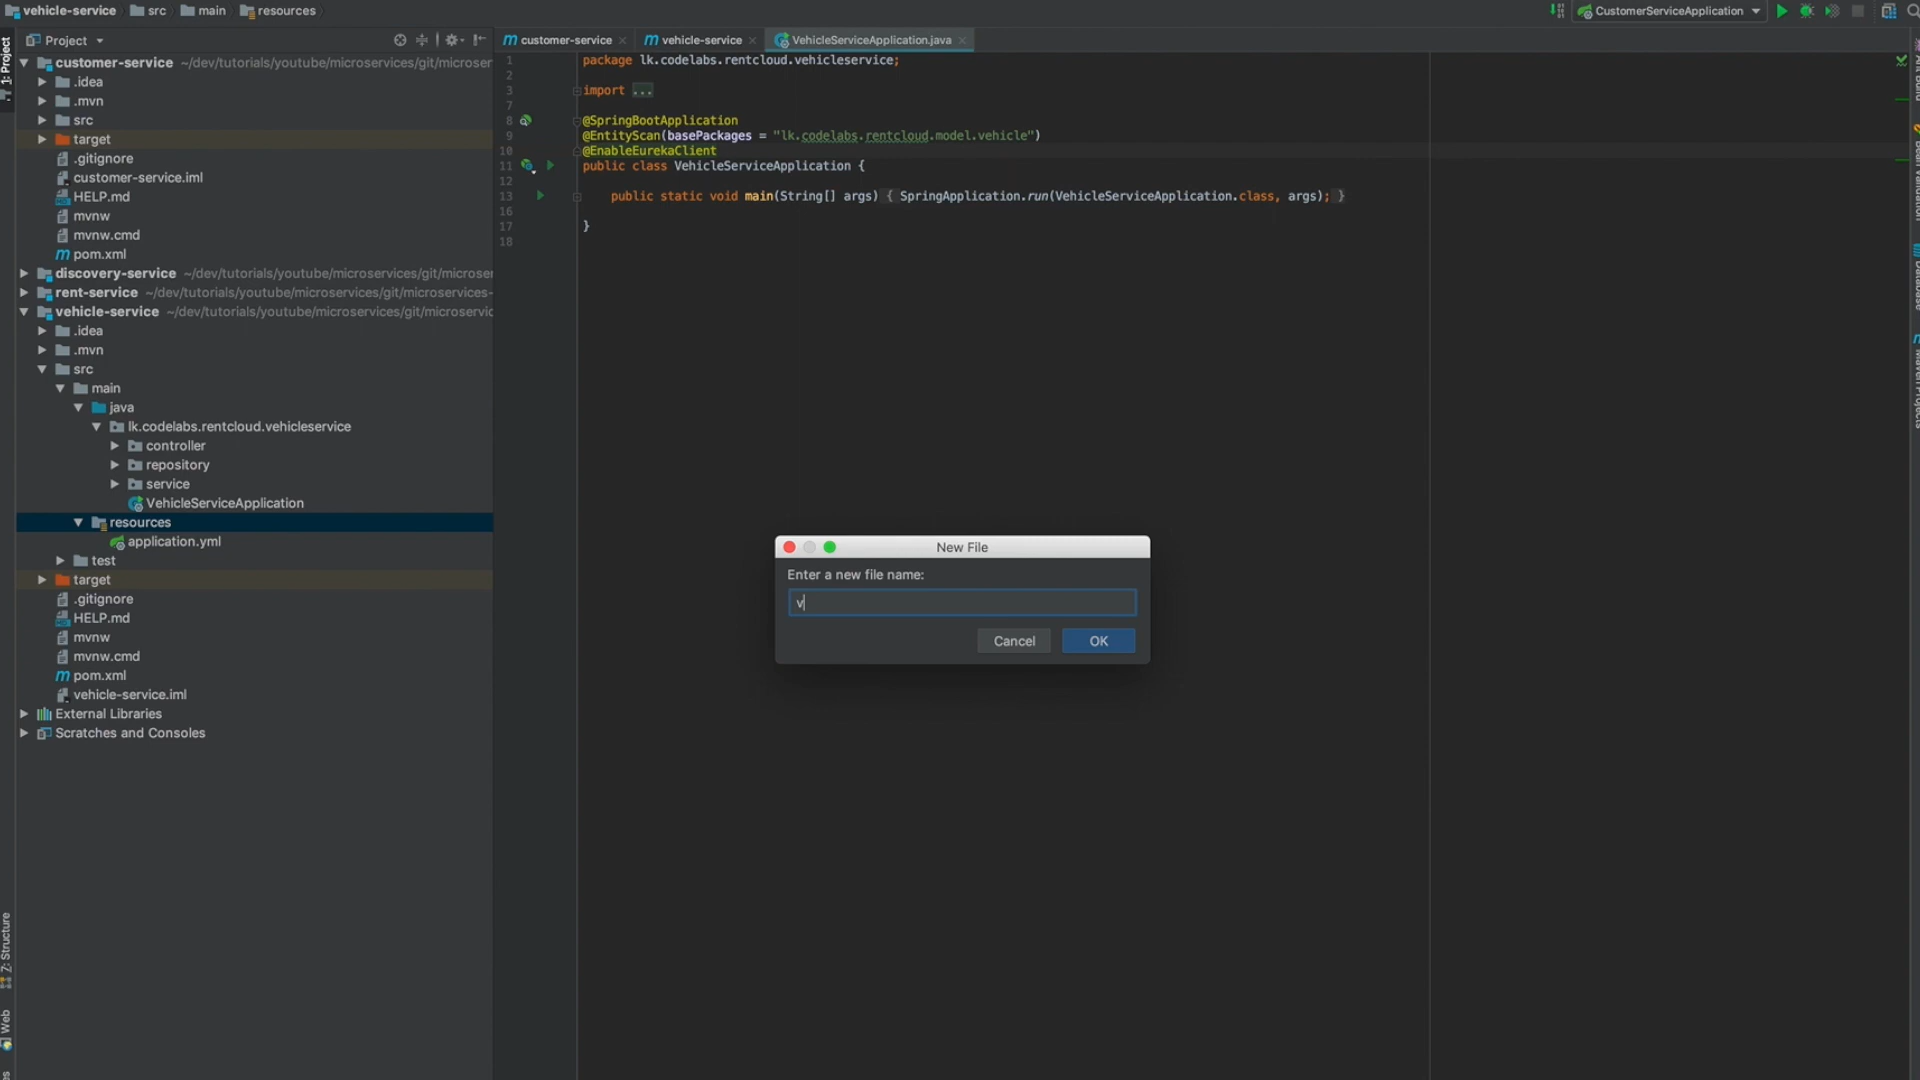 vehicle-service src main resources
CustomerServiceApplication
Project
customer-service vehicle-service VehicleServiceApplication.java
1: Project
customer-service ~/dev/tutorials/youtube/microservices/git/microser
.idea
.mvn
src
target
.gitignore
customer-service.iml
HELP.md
mvnw
mvnw.cmd
pom.xml
discovery-service ~/dev/tutorials/youtube/microservices/git/microser
rent-service ~/dev/tutorials/youtube/microservices/git/microservices-
vehicle-service ~/dev/tutorials/youtube/microservices/git/microservic
.idea
.mvn
src
main
java
lk.codelabs.rentcloud.vehicleservice
controller
repository
service
VehicleServiceApplication
resources
application.yml
test
target
.gitignore
HELP.md
mvnw
mvnw.cmd
pom.xml
vehicle-service.iml
External Libraries
Scratches and Consoles
Z: Structure
Web
1 package lk.codelabs.rentcloud.vehicleservice;
2
3 import ...
7
8 @SpringBootApplication
9 @EntityScan(basePackages = "lk.codelabs.rentcloud.model.vehicle")
10 @EnableEurekaClient
11 public class VehicleServiceApplication {
12
13 public static void main(String[] args) { SpringApplication.run(VehicleServiceApplication.class, args); }
16
17 }
18
New File
Enter a new file name:
v
Cancel OK